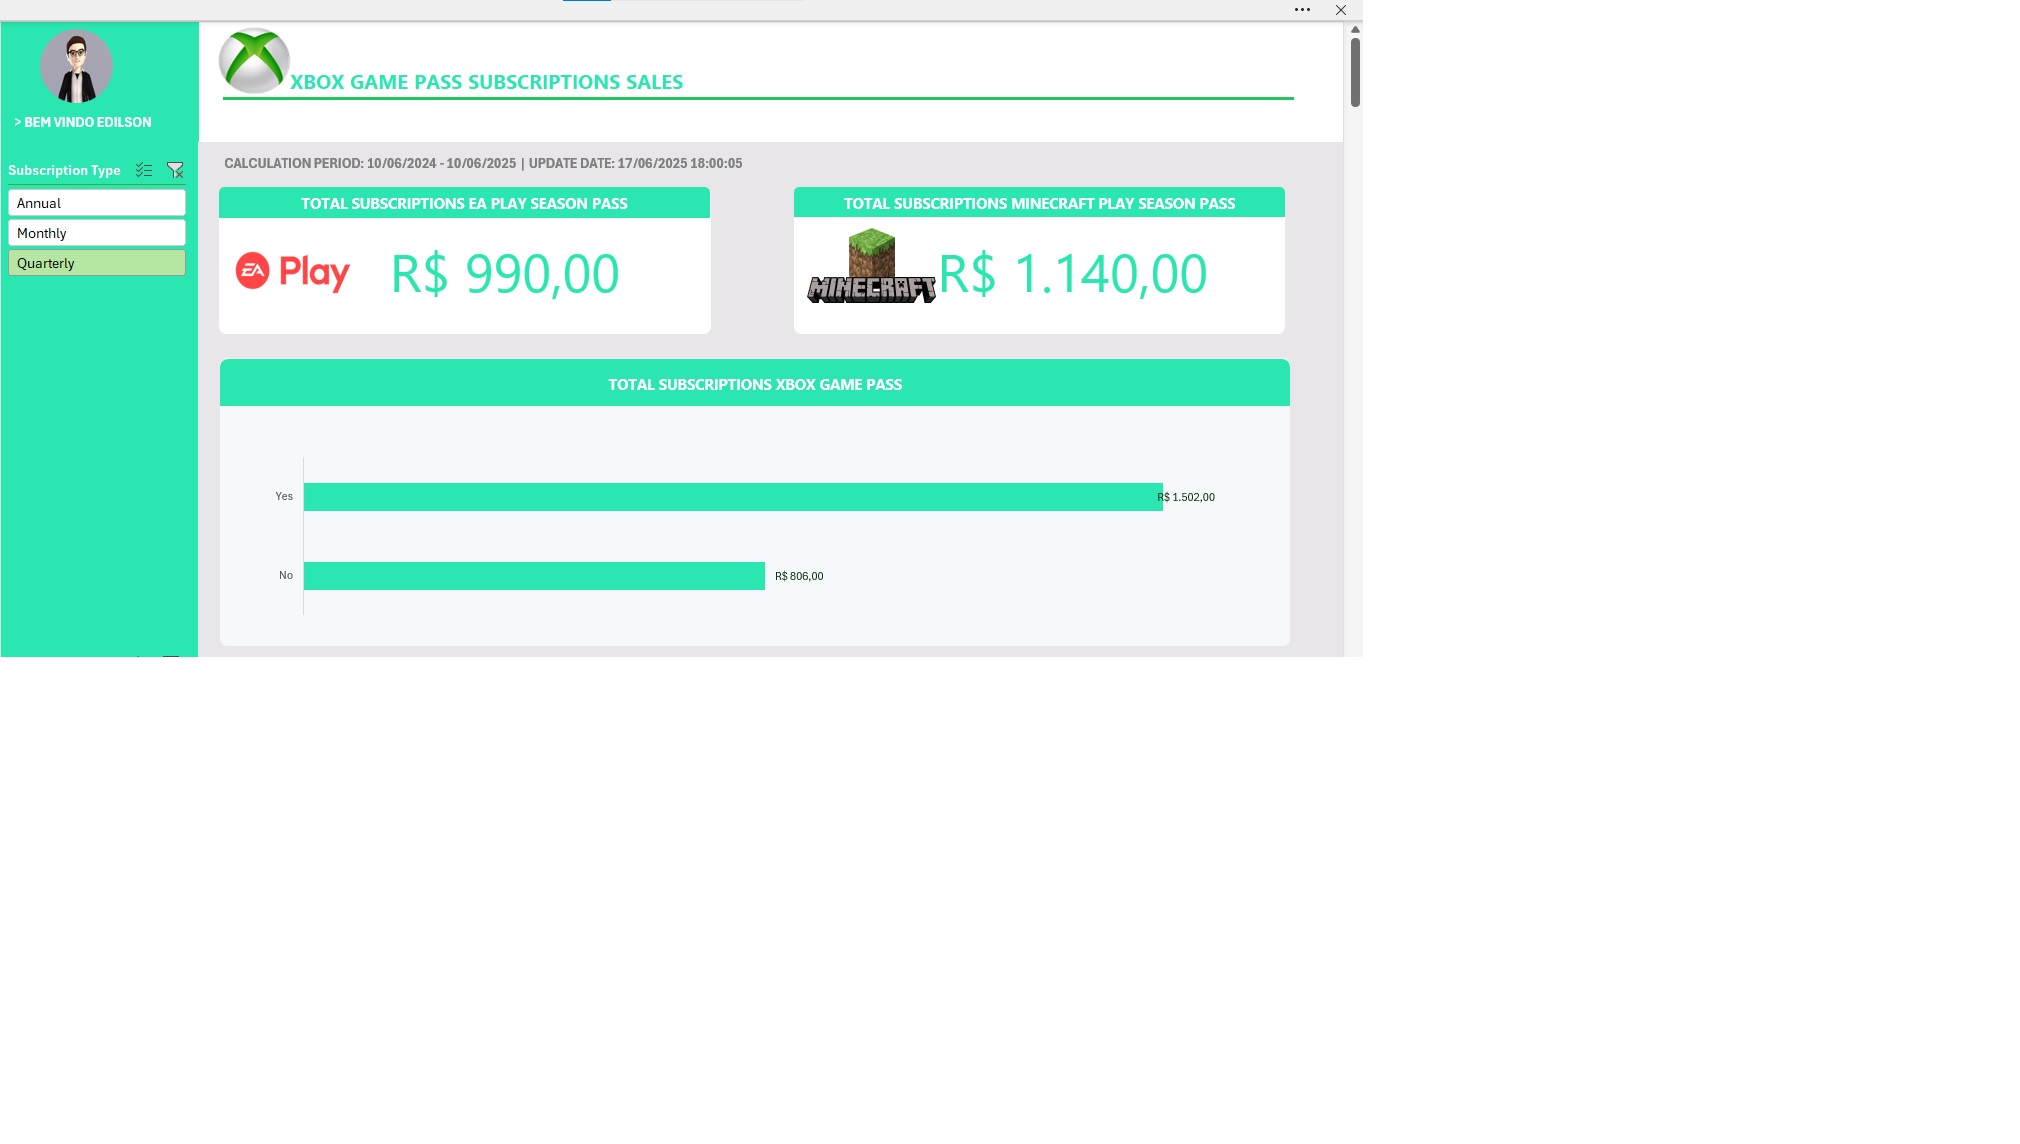 XBOX GAME PASS SUBSCRIPTIONS SALES
> BEM VINDO EDILSON
CALCULATION PERIOD: 10/06/2024 - 10/06/2025 | UPDATE DATE: 17/06/2025 18:00:05
Subscription Type
Annual
Monthly
Quarterly
TOTAL SUBSCRIPTIONS EA PLAY SEASON PASS
EA Play R$ 990,00
TOTAL SUBSCRIPTIONS MINECRAFT PLAY SEASON PASS
MINECRAFT R$ 1.140,00
TOTAL SUBSCRIPTIONS XBOX GAME PASS
Yes R$ 1.502,00
No R$ 806,00